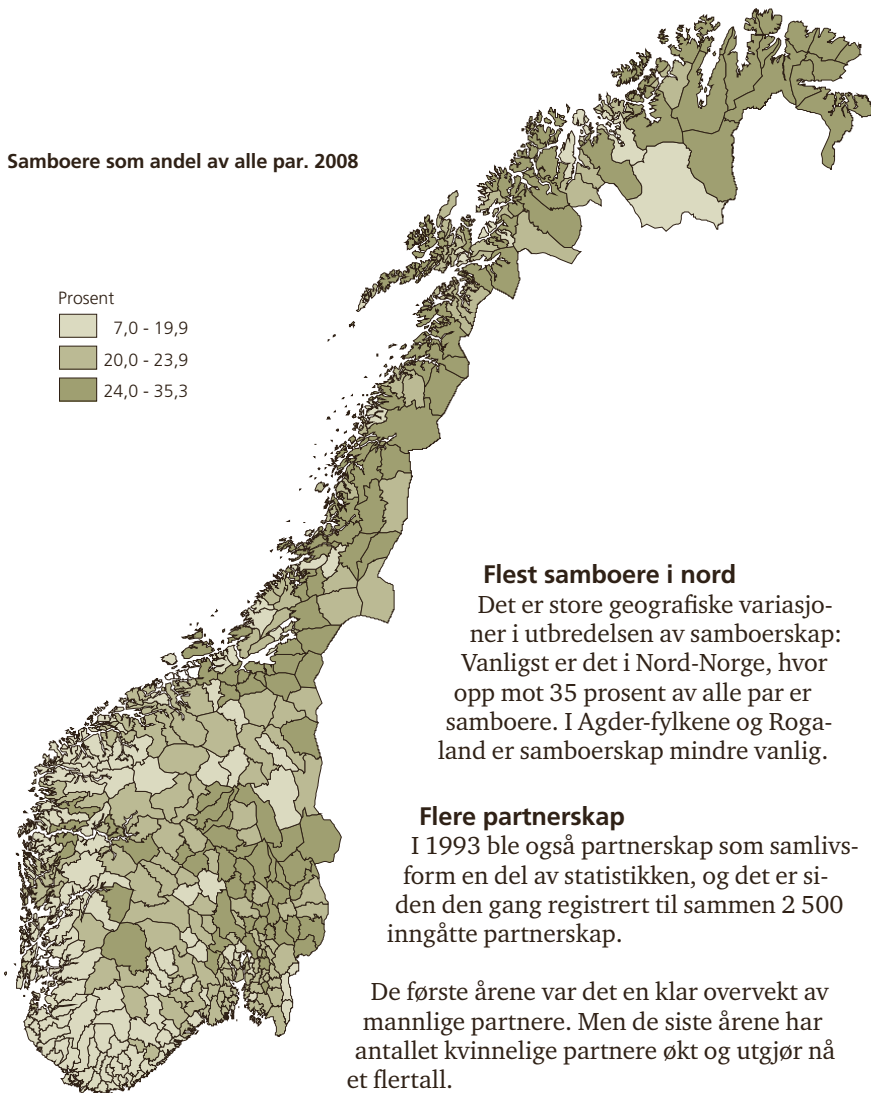 Samboere som andel av alle par. 2008
Prosent
7,0 - 19,9
20,0 - 23,9
24,0 - 35,3
Flest samboere i nord
Det er store geografiske variasjo-
ner i utbredelsen av samboerskap:
Vanligst er det i Nord-Norge, hvor
opp mot 35 prosent av alle par er
samboere. I Agder-fylkene og Roga-
land er samboerskap mindre vanlig.
Flere partnerskap
I 1993 ble også partnerskap som samlivs-
form en del av statistikken, og det er si-
den den gang registrert til sammen 2 500
inngåtte partnerskap.
De første årene var det en klar overvekt av
mannlige partnere. Men de siste årene har
antallet kvinnelige partnere økt og utgjør nå
et flertall.